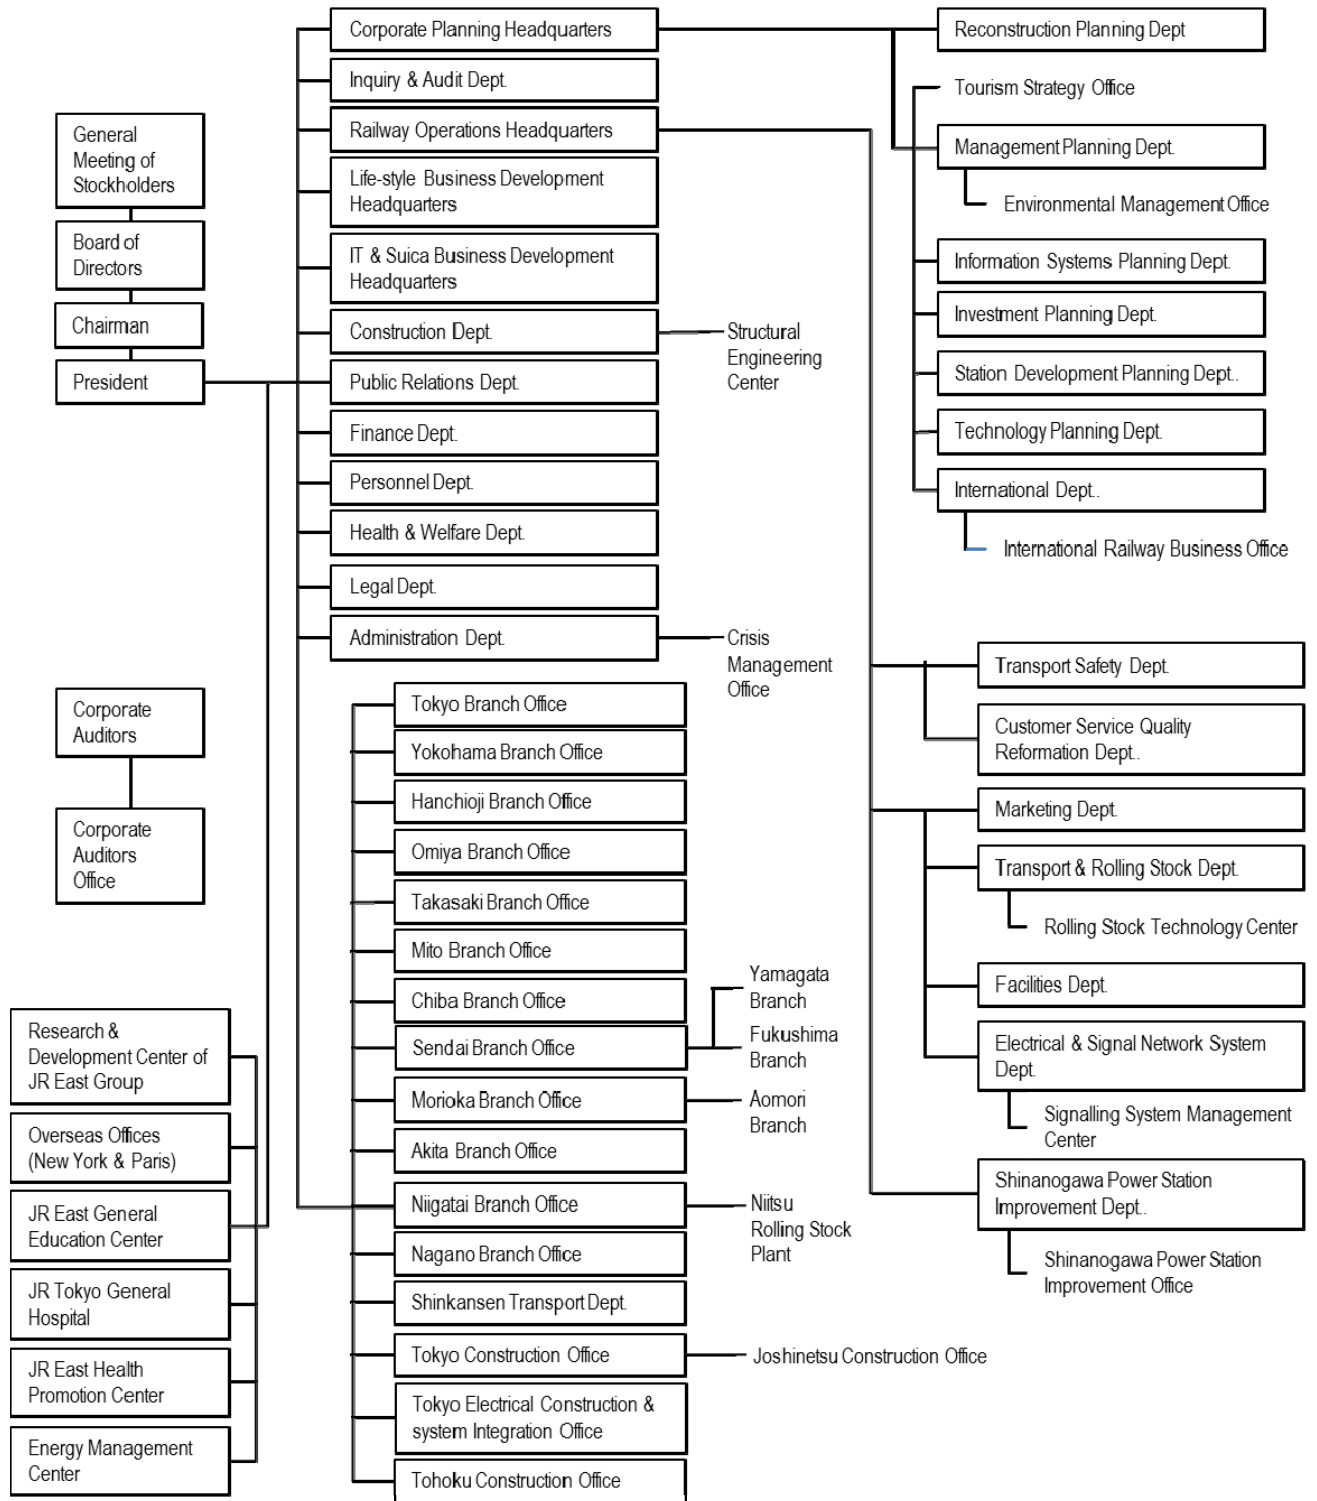 General
Meeting of
Stockholders
Board of
Directors
Chairman
President
Corporate
Auditors
Corporate
Auditors
Office
Research &
Development Center of
JR East Group
Overseas Offices
(New York & Paris)
JR East General
Education Center
JR Tokyo General
Hospital
JR East Health
Promotion Center
Energy Management
Center
Corporate Planning Headquarters
Inquiry & Audit Dept.
Railway Operations Headquarters
Life-style Business Development
Headquarters
IT & Suica Business Development
Headquarters
Construction Dept.
Structural
Engineering
Center
Public Relations Dept.
Finance Dept.
Personnel Dept.
Health & Welfare Dept.
Legal Dept.
Administration Dept.
Crisis
Management
Office
Tokyo Branch Office
Yokohama Branch Office
Hanchioji Branch Office
Omiya Branch Office
Takasaki Branch Office
Mito Branch Office
Chiba Branch Office
Sendai Branch Office
Yamagata
Branch
Fukushima
Branch
Morioka Branch Office
Aomori
Branch
Akita Branch Office
Niigatai Branch Office
Niitsu
Rolling Stock
Plant
Nagano Branch Office
Shinkansen Transport Dept.
Tokyo Construction Office
Joshinetsu Construction Office
Tokyo Electrical Construction &
system Integration Office
Tohoku Construction Office
Reconstruction Planning Dept
Tourism Strategy Office
Management Planning Dept.
Environmental Management Office
Information Systems Planning Dept.
Investment Planning Dept.
Station Development Planning Dept..
Technology Planning Dept.
International Dept..
International Railway Business Office
Transport Safety Dept.
Customer Service Quality
Reformation Dept..
Marketing Dept.
Transport & Rolling Stock Dept.
Rolling Stock Technology Center
Facilities Dept.
Electrical & Signal Network System
Dept.
Signalling System Management
Center
Shinanogawa Power Station
Improvement Dept..
Shinanogawa Power Station
Improvement Office